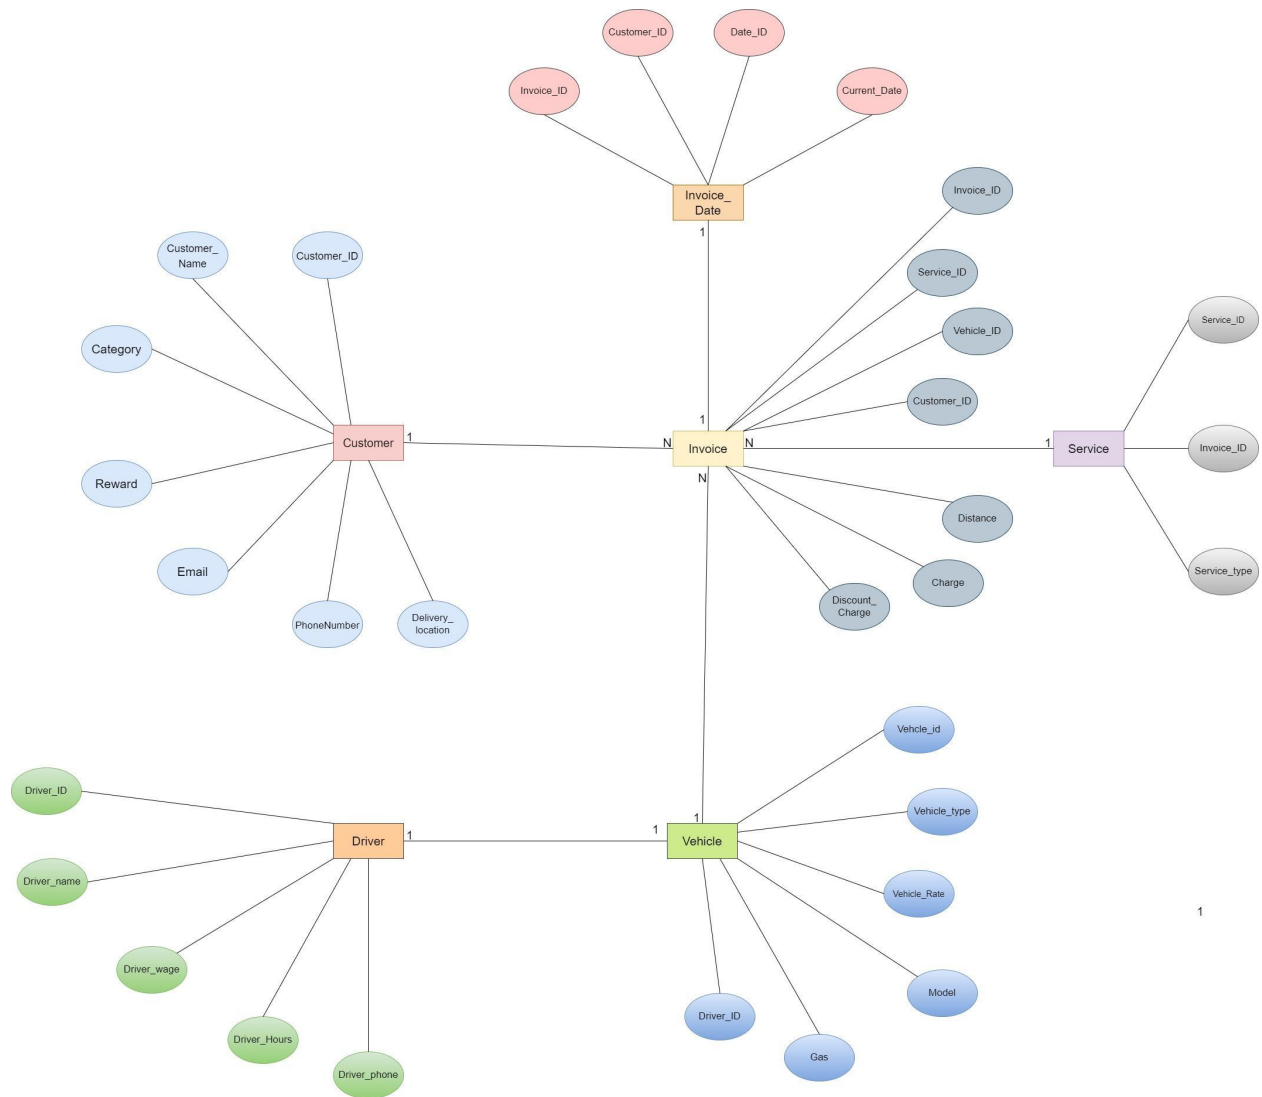 Customer_ID
Date_ID
Invoice_ID
Current_Date
Invoice_
Date
1
Invoice_ID
Customer_
Name
Customer_ID
Service_ID
Service_ID
Vehicle_ID
Category
Customer_ID
1
Customer
1
N
Invoice
N
1
Service
Invoice_ID
N
Reward
Distance
Email
Charge
Service_type
Discount_
Charge
PhoneNumber
Delivery_
location
Vehcle_id
Driver_ID
Vehicle_type
1
Driver
1
1
Vehicle
Driver_name
Vehicle_Rate
1
Driver_wage
Model
Driver_ID
Driver_Hours
Gas
Driver_phone